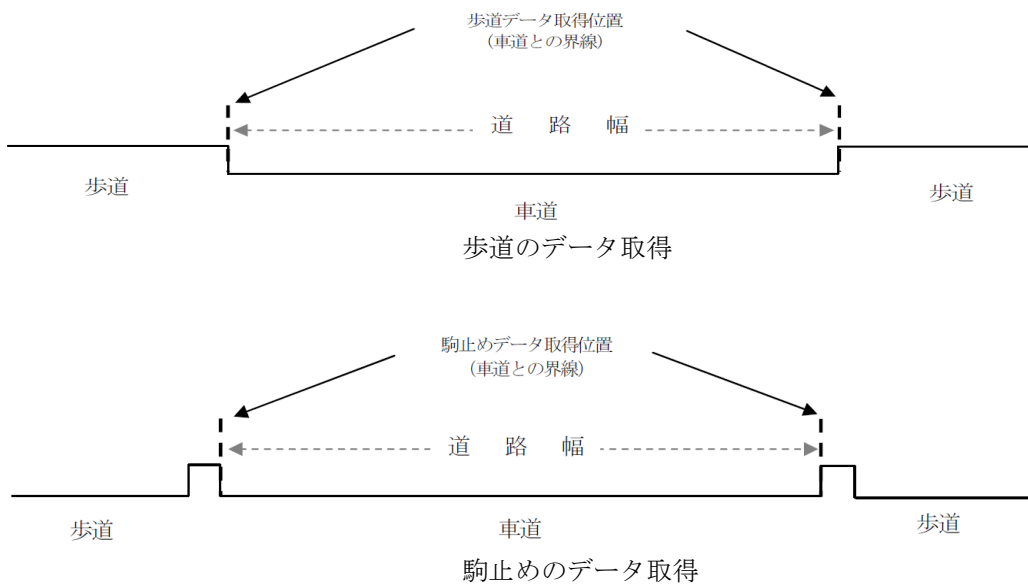 歩道データ取得位置
（車道との界線）
道　路　幅
歩道
歩道
車道
歩道のデータ取得
駒止めデータ取得位置
（車道との界線）
道　路　幅
歩道
車道
歩道
駒止めのデータ取得